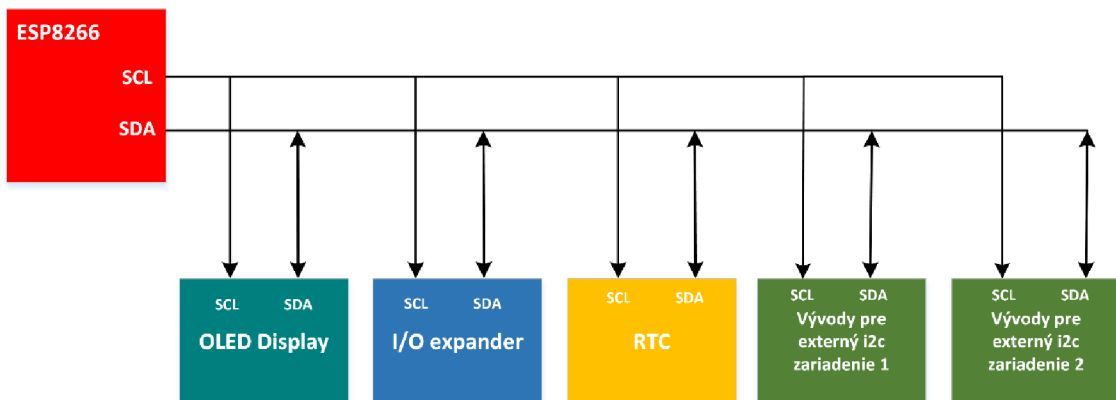 ESP8266
SCL
SDA
SCL SDA
OLED Display
SCL SDA
I/O expander
SCL SDA
RTC
SCL SDA
Vývody pre
externý i2c
zariadenie 1
SCL SDA
Vývody pre
externý i2c
zariadenie 2